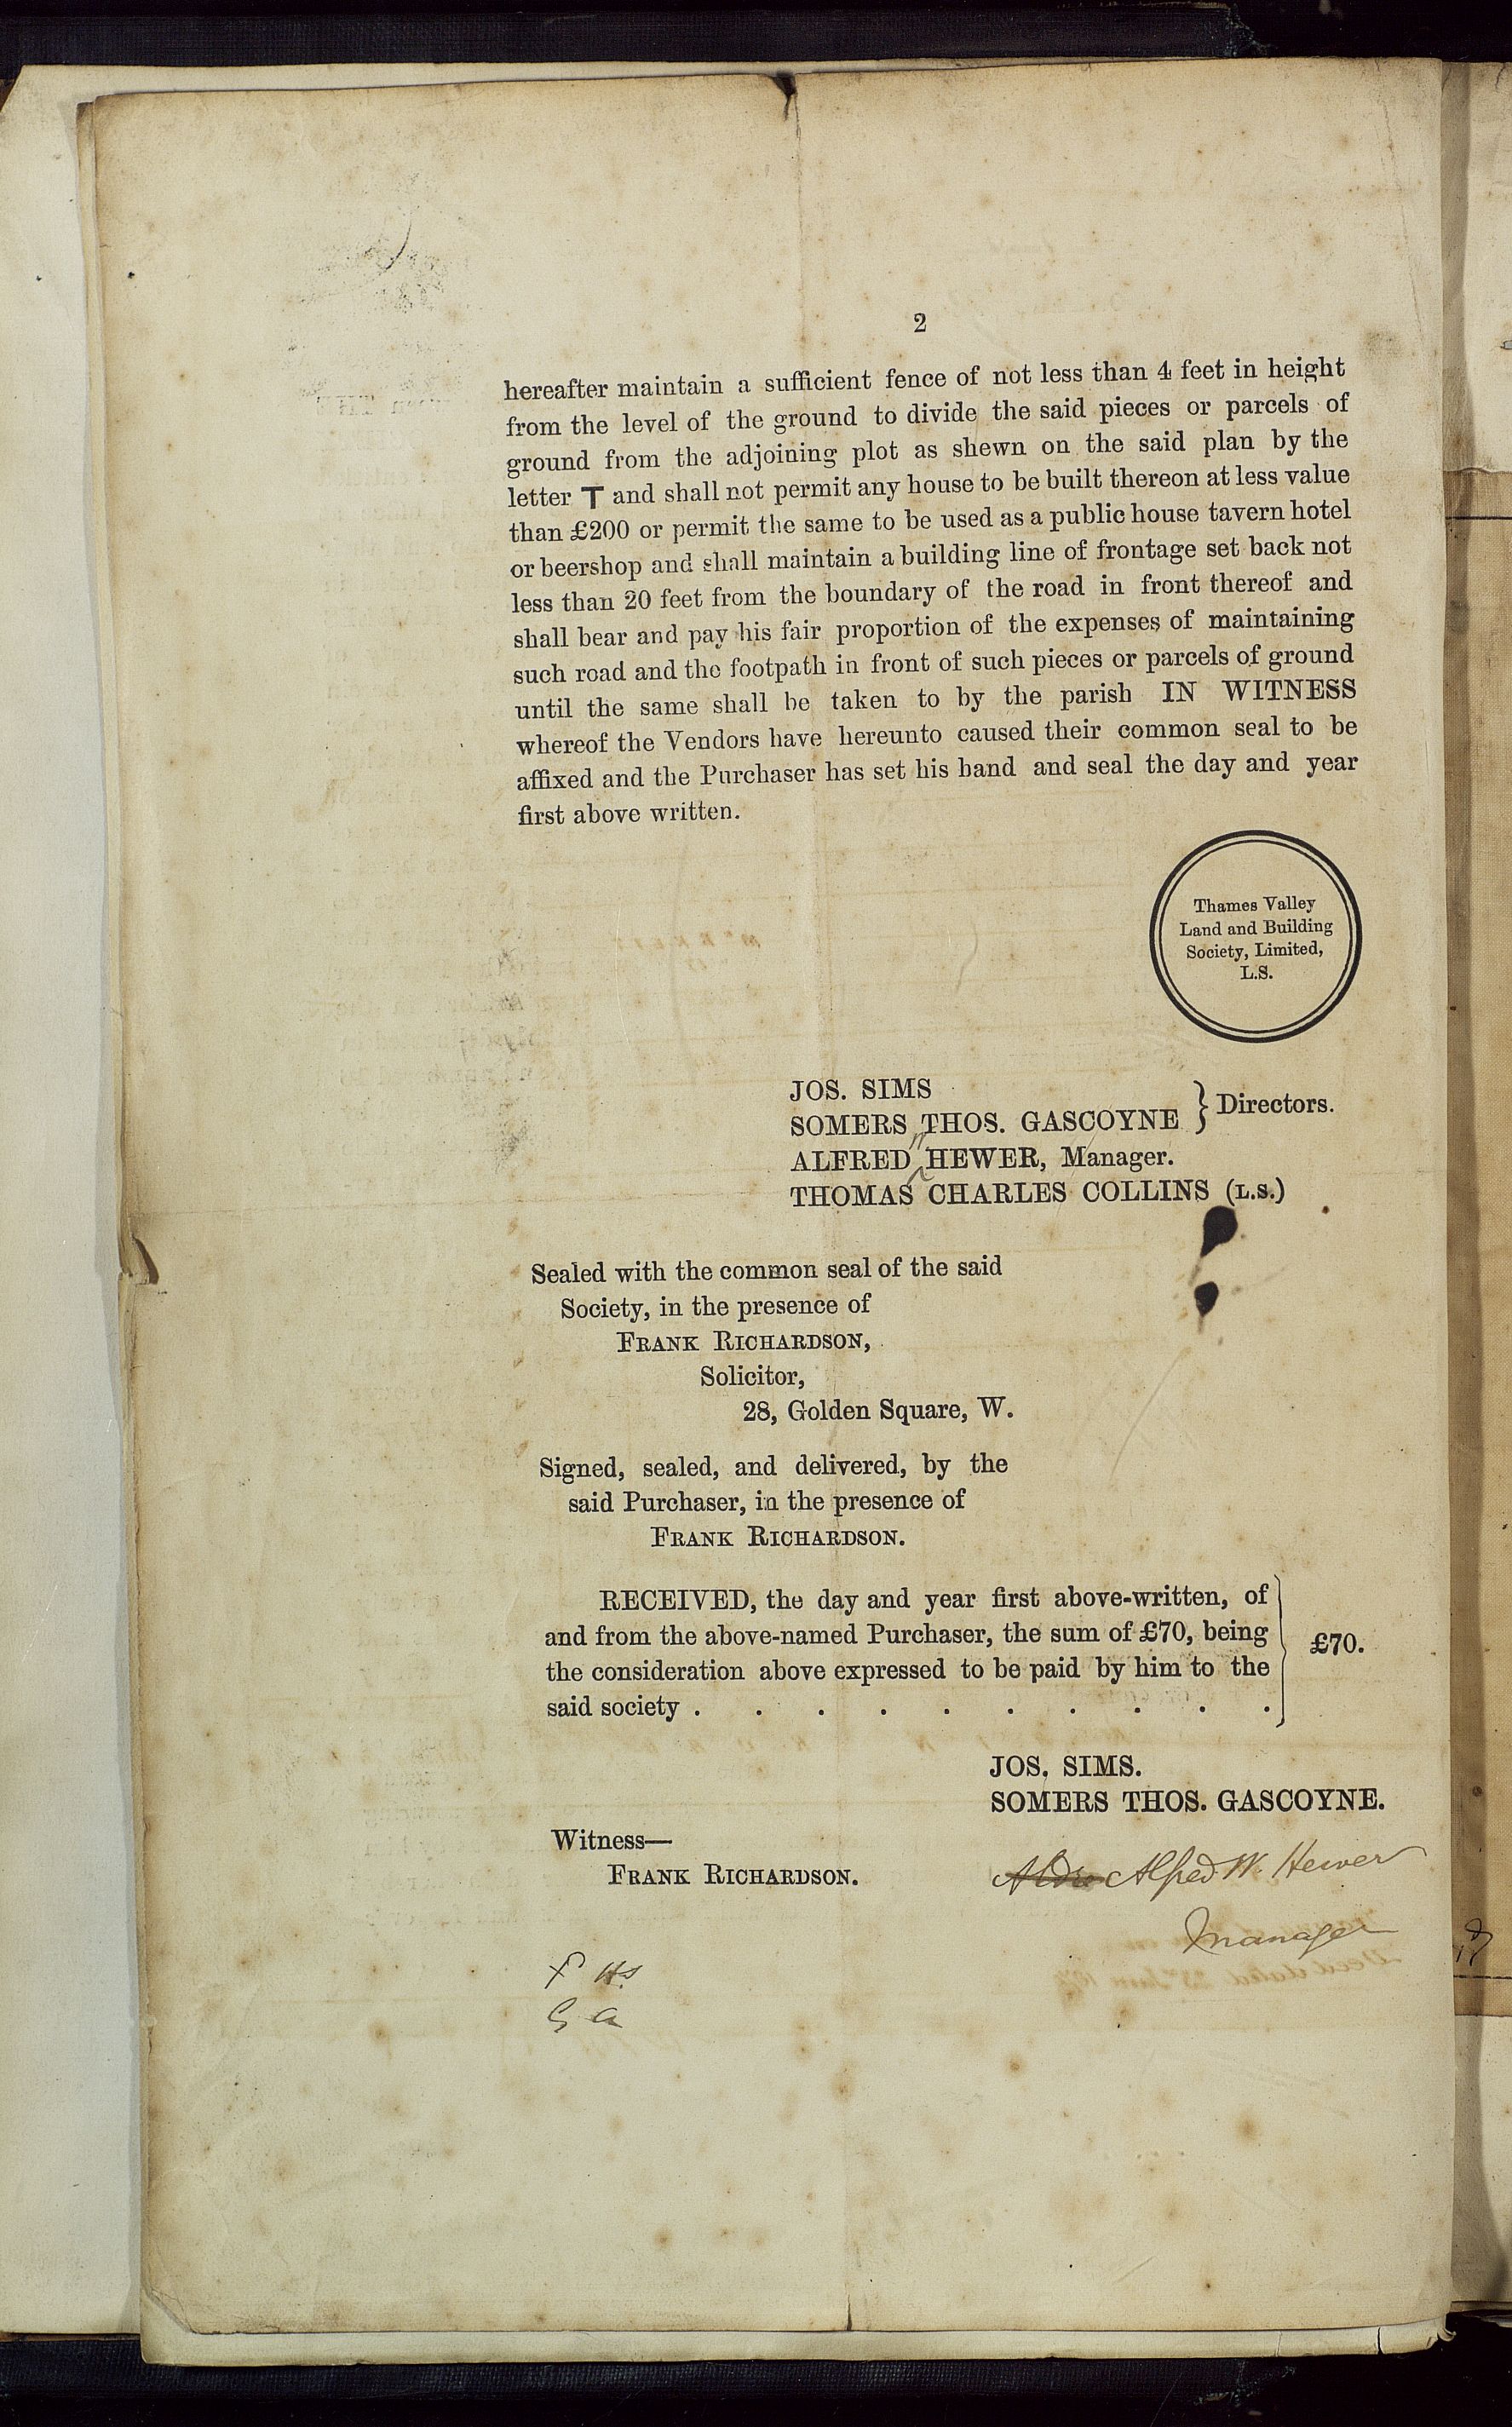 2
hereafter maintain a sufficient fence of not less than 4 feet in height
from the level of the ground to divide the said pieces or parcels of
ground from the adjoining plot as shewn on the said plan by the
letter T and shall not permit any house to be built thereon at less value
than £200 or permit the same to be used as a public house tavern hotel
or beershop and shall maintain a building line of frontage set back not
less than 20 feet from the boundary of the road in front thereof and
shall bear and pay his fair proportion of the expenses of maintaining
such road and the footpath in front of such pieces or parcels of ground
until the same shall be taken to by the parish IN WITNESS
whereof the Vendors have hereunto caused their common seal to be
affixed and the Purchaser has set his hand and seal the day and year
first above written.
Thames Valley
Land and Building
Society, Limited,
L.S.
JOS. SIMS
SOMERS THOS. GASCOYNE } Directors.
ALFRED HEWER, Manager.
THOMAS CHARLES COLLINS (L.S.)
Sealed with the common seal of the said
Society, in the presence of
FRANK RICHARDSON,
Solicitor,
28, Golden Square, W.
Signed, sealed, and delivered, by the
said Purchaser, in the presence of
FRANK RICHARDSON.
RECEIVED, the day and year first above-written, of
and from the above-named Purchaser, the sum of £70, being
the consideration above expressed to be paid by him to the
said society . . . . . . . . . .
£70.
JOS. SIMS.
SOMERS THOS. GASCOYNE.
Witness—
FRANK RICHARDSON.
Alfred W. Hewer
Manager